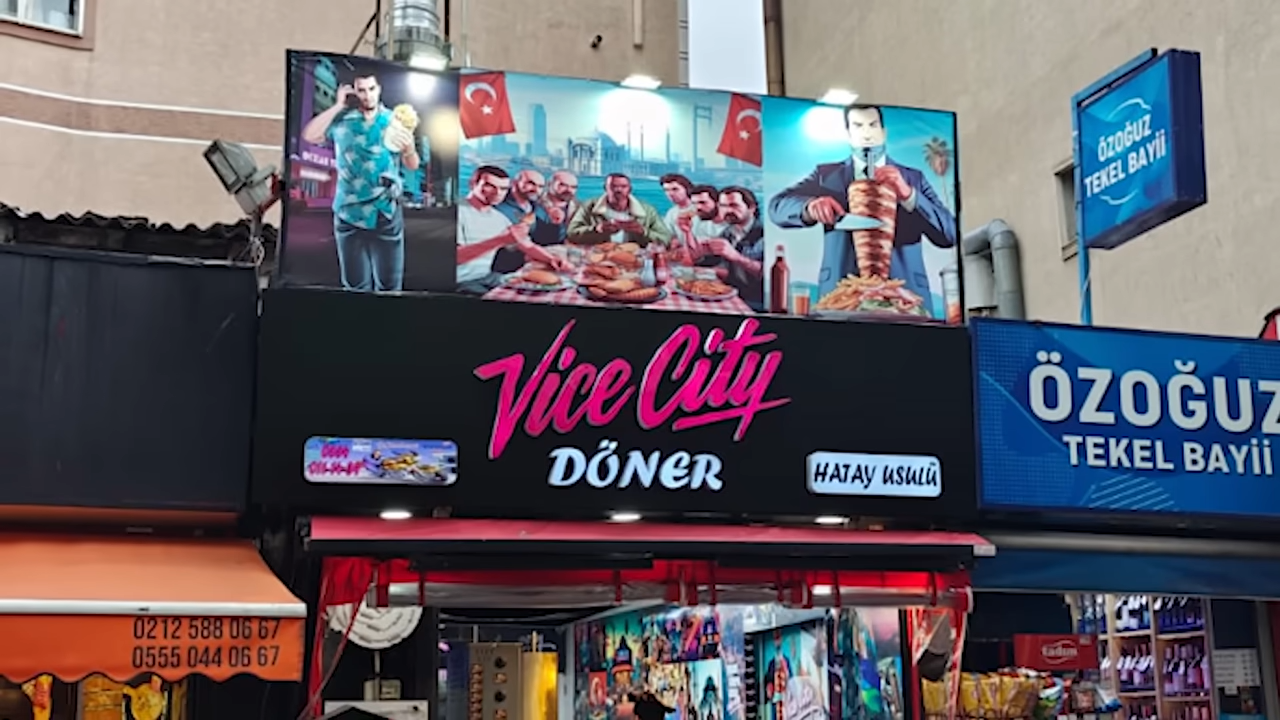 ÖZOĞUZ
TEKEL BAYİİ
Vice City
DÖNER
HATAY USULÜ
ÖZOĞUZ
TEKEL BAYİİ
0212 588 06 67
0555 044 06 67
tadım